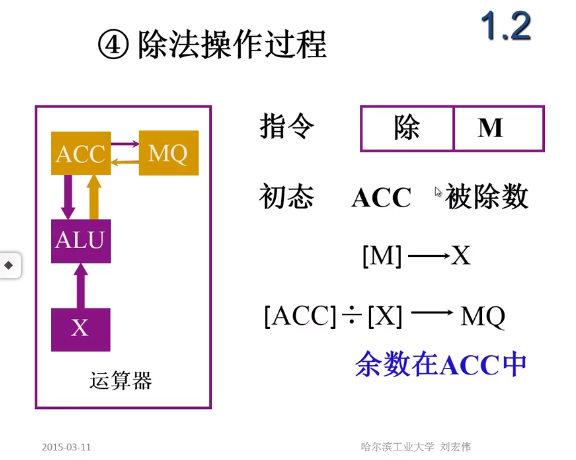 1.2
④ 除法操作过程
指令 除 M
初态 ACC 被除数
[M]⟶X
[ACC]÷[X]⟶MQ
余数在ACC中
ACC MQ
ALU
X
运算器
2015-03-11 哈尔滨工业大学 刘宏伟